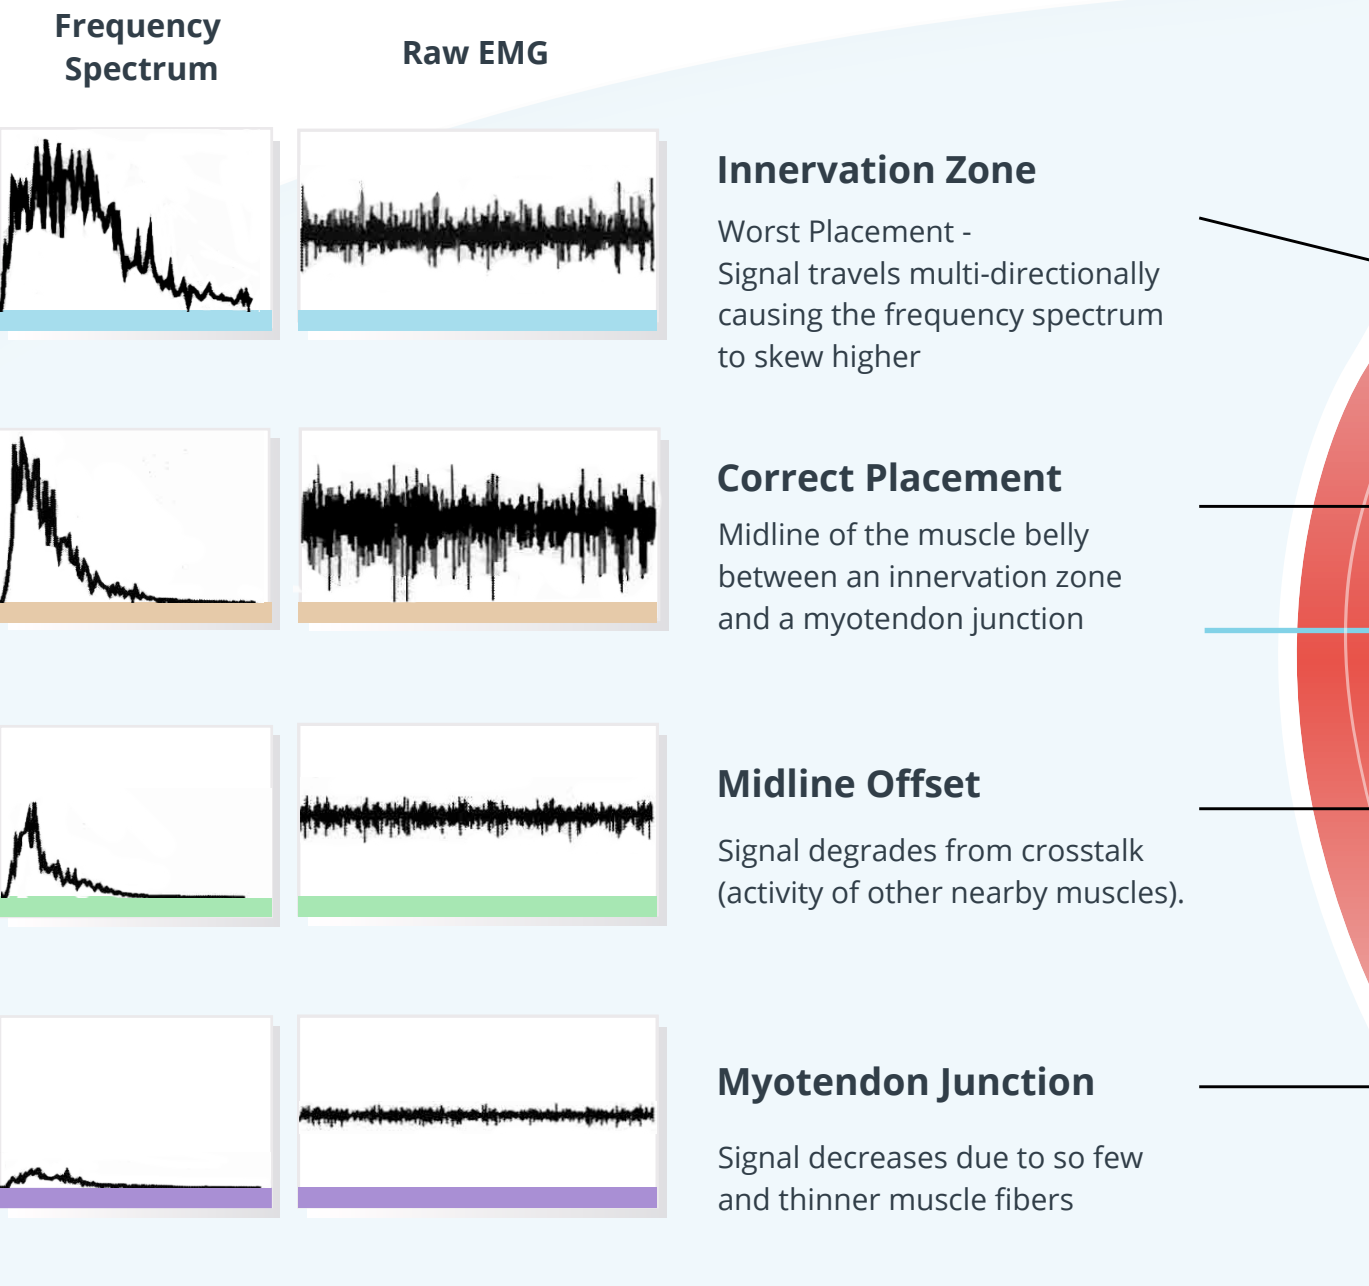 Frequency
Spectrum
Raw EMG
Innervation Zone
Worst Placement -
Signal travels multi-directionally
causing the frequency spectrum
to skew higher
Correct Placement
Midline of the muscle belly
between an innervation zone
and a myotendon junction
Midline Offset
Signal degrades from crosstalk
(activity of other nearby muscles).
Myotendon Junction
Signal decreases due to so few
and thinner muscle fibers